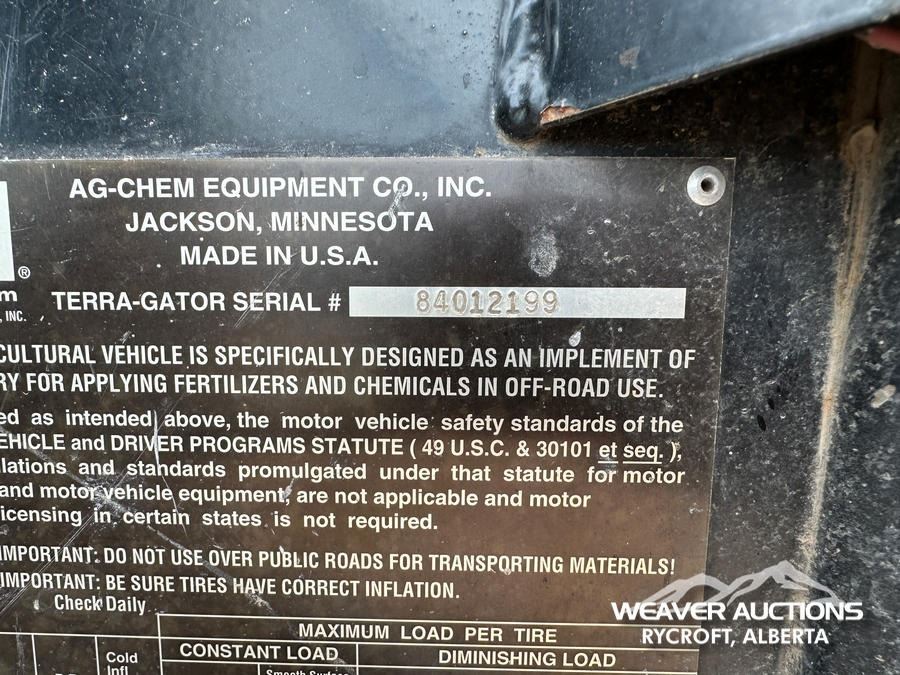 AG-CHEM EQUIPMENT CO., INC.
JACKSON, MINNESOTA
MADE IN U.S.A.
®
m
, INC.
TERRA-GATOR SERIAL # 84012199
CULTURAL VEHICLE IS SPECIFICALLY DESIGNED AS AN IMPLEMENT OF
RY FOR APPLYING FERTILIZERS AND CHEMICALS IN OFF-ROAD USE.
ed as intended above, the motor vehicle safety standards of the
EHICLE and DRIVER PROGRAMS STATUTE ( 49 U.S.C. & 30101 et seq. ),
lations and standards promulgated under that statute for motor
and motor vehicle equipment, are not applicable and motor
icensing in certain states is not required.
IMPORTANT: DO NOT USE OVER PUBLIC ROADS FOR TRANSPORTING MATERIALS!
IMPORTANT: BE SURE TIRES HAVE CORRECT INFLATION.
Check Daily
MAXIMUM LOAD PER TIRE
CONSTANT LOAD
DIMINISHING LOAD
Cold
Infl
Smooth Surface
WEAVER AUCTIONS
RYCROFT, ALBERTA